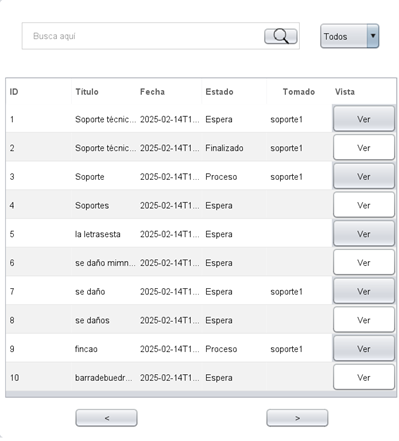 Busca aquí
Todos
ID Título Fecha Estado Tomado Vista
1 Soporte técnic... 2025-02-14T1... Espera soporte1 Ver
2 Soporte técnic... 2025-02-14T1... Finalizado soporte1 Ver
3 Soporte 2025-02-14T1... Proceso soporte1 Ver
4 Soportes 2025-02-14T1... Espera Ver
5 la letrasesta 2025-02-14T1... Espera Ver
6 se daño mimn... 2025-02-14T1... Espera Ver
7 se daño 2025-02-14T1... Espera soporte1 Ver
8 se daños 2025-02-14T1... Espera Ver
9 fincao 2025-02-14T1... Proceso soporte1 Ver
10 barradebuedr... 2025-02-14T1... Espera Ver
< >